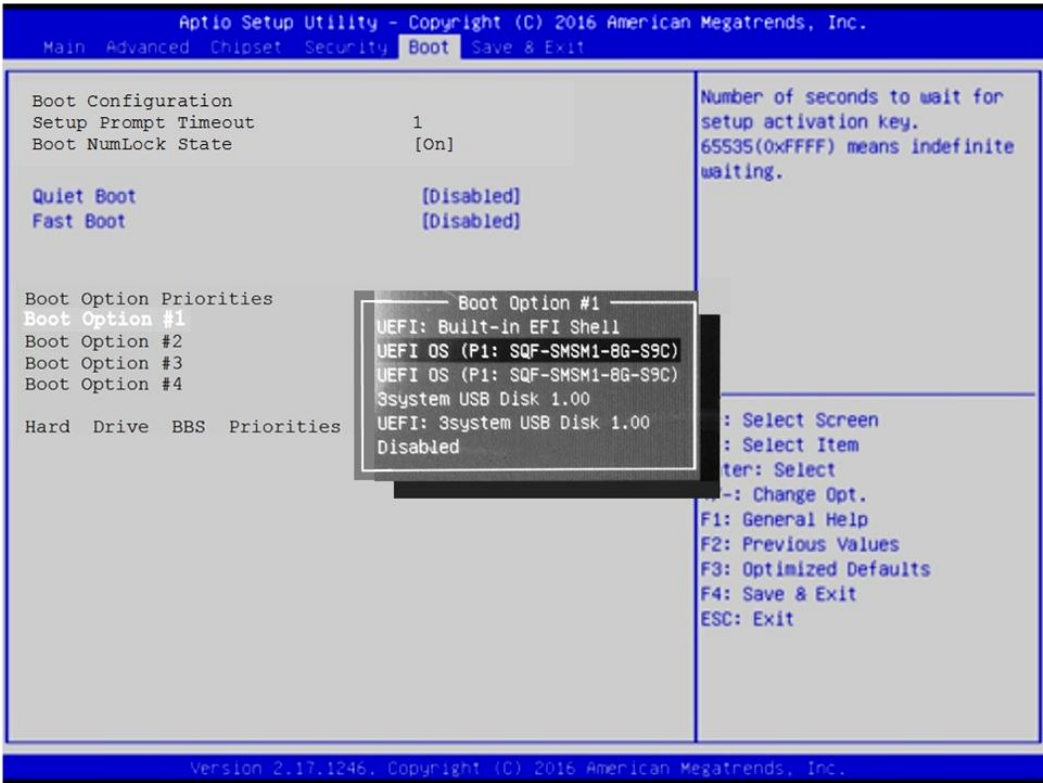 Aptio Setup Utility - Copyright (C) 2016 American Megatrends, Inc.
Main Advanced Chipset Security Boot Save & Exit
Boot Configuration
Setup Prompt Timeout 1
Boot NumLock State [On]
Quiet Boot [Disabled]
Fast Boot [Disabled]
Boot Option Priorities
Boot Option #1
Boot Option #2
Boot Option #3
Boot Option #4
Hard Drive BBS Priorities
Boot Option #1
UEFI: Built-in EFI Shell
UEFI OS (P1: SQF-SMSM1-8G-S9C)
UEFI OS (P1: SQF-SMSM1-8G-S9C)
3system USB Disk 1.00
UEFI: 3system USB Disk 1.00
Disabled
Number of seconds to wait for
setup activation key.
65535(0xFFFF) means indefinite
waiting.
: Select Screen
: Select Item
ter: Select
-: Change Opt.
F1: General Help
F2: Previous Values
F3: Optimized Defaults
F4: Save & Exit
ESC: Exit
Version 2.17.1246. Copyright (C) 2016 American Megatrends, Inc.